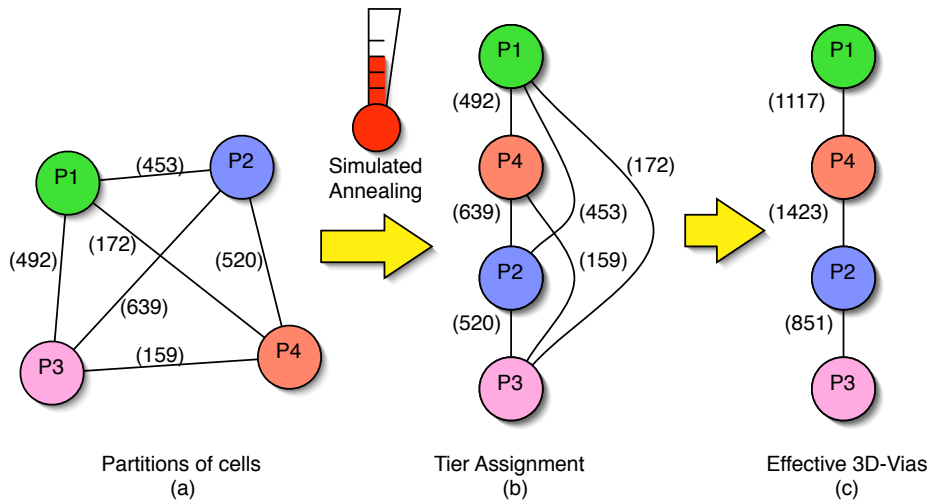 P1
(453)
P2
(492)
(172)
(520)
(639)
P3
(159)
P4
Partitions of cells
(a)
Simulated
Annealing
P1
(492)
P4
(172)
(639)
(453)
P2
(159)
(520)
P3
Tier Assignment
(b)
P1
(1117)
P4
(1423)
P2
(851)
P3
Effective 3D-Vias
(c)